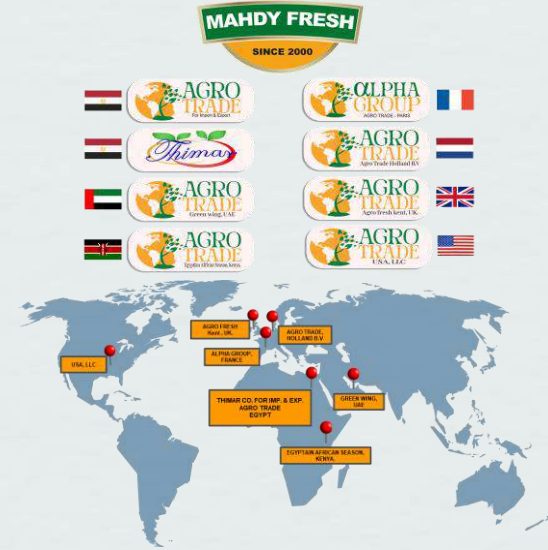 MAHDY FRESH
SINCE 2000
AGRO
TRADE
For Import & Export
αLPHA
GROUP
AGRO TRADE - PARIS
Thimar
AGRO
TRADE
Agro Trade Holland B.V
AGRO
TRADE
Green wing, UAE
AGRO
TRADE
Agro fresh kent, UK.
AGRO
TRADE
AGRO
TRADE
U.S.A, LLC
AGRO FRESH
Kent., UK.
AGRO TRADE,
HOLLAND B.V
ALPHA GROUP,
FRANCE
USA, LLC
THIMAR CO. FOR IMP. & EXP.
AGRO TRADE
EGYPT
GREEN WING,
UAE
EGYPTAIN AFRICAN SEASON,
KENYA,